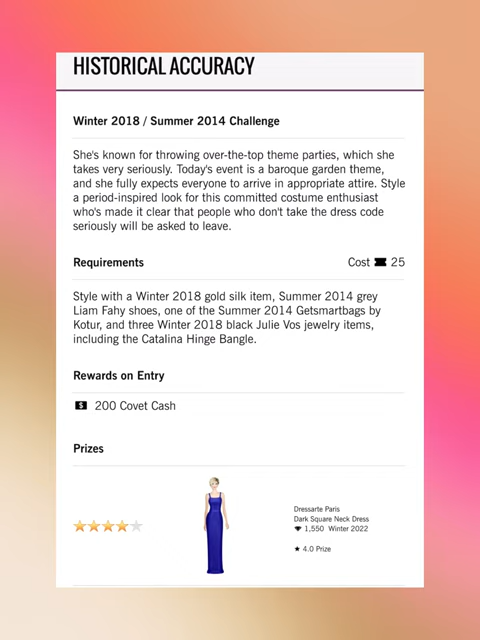 HISTORICAL ACCURACY
Winter 2018 / Summer 2014 Challenge
She's known for throwing over-the-top theme parties, which she
takes very seriously. Today's event is a baroque garden theme,
and she fully expects everyone to arrive in appropriate attire. Style
a period-inspired look for this committed costume enthusiast
who's made it clear that people who don't take the dress code
seriously will be asked to leave.
Requirements Cost 25
Style with a Winter 2018 gold silk item, Summer 2014 grey
Liam Fahy shoes, one of the Summer 2014 Getsmartbags by
Kotur, and three Winter 2018 black Julie Vos jewelry items,
including the Catalina Hinge Bangle.
Rewards on Entry
$ 200 Covet Cash
Prizes
Dressarte Paris
Dark Square Neck Dress
1,550 Winter 2022
★ 4.0 Prize